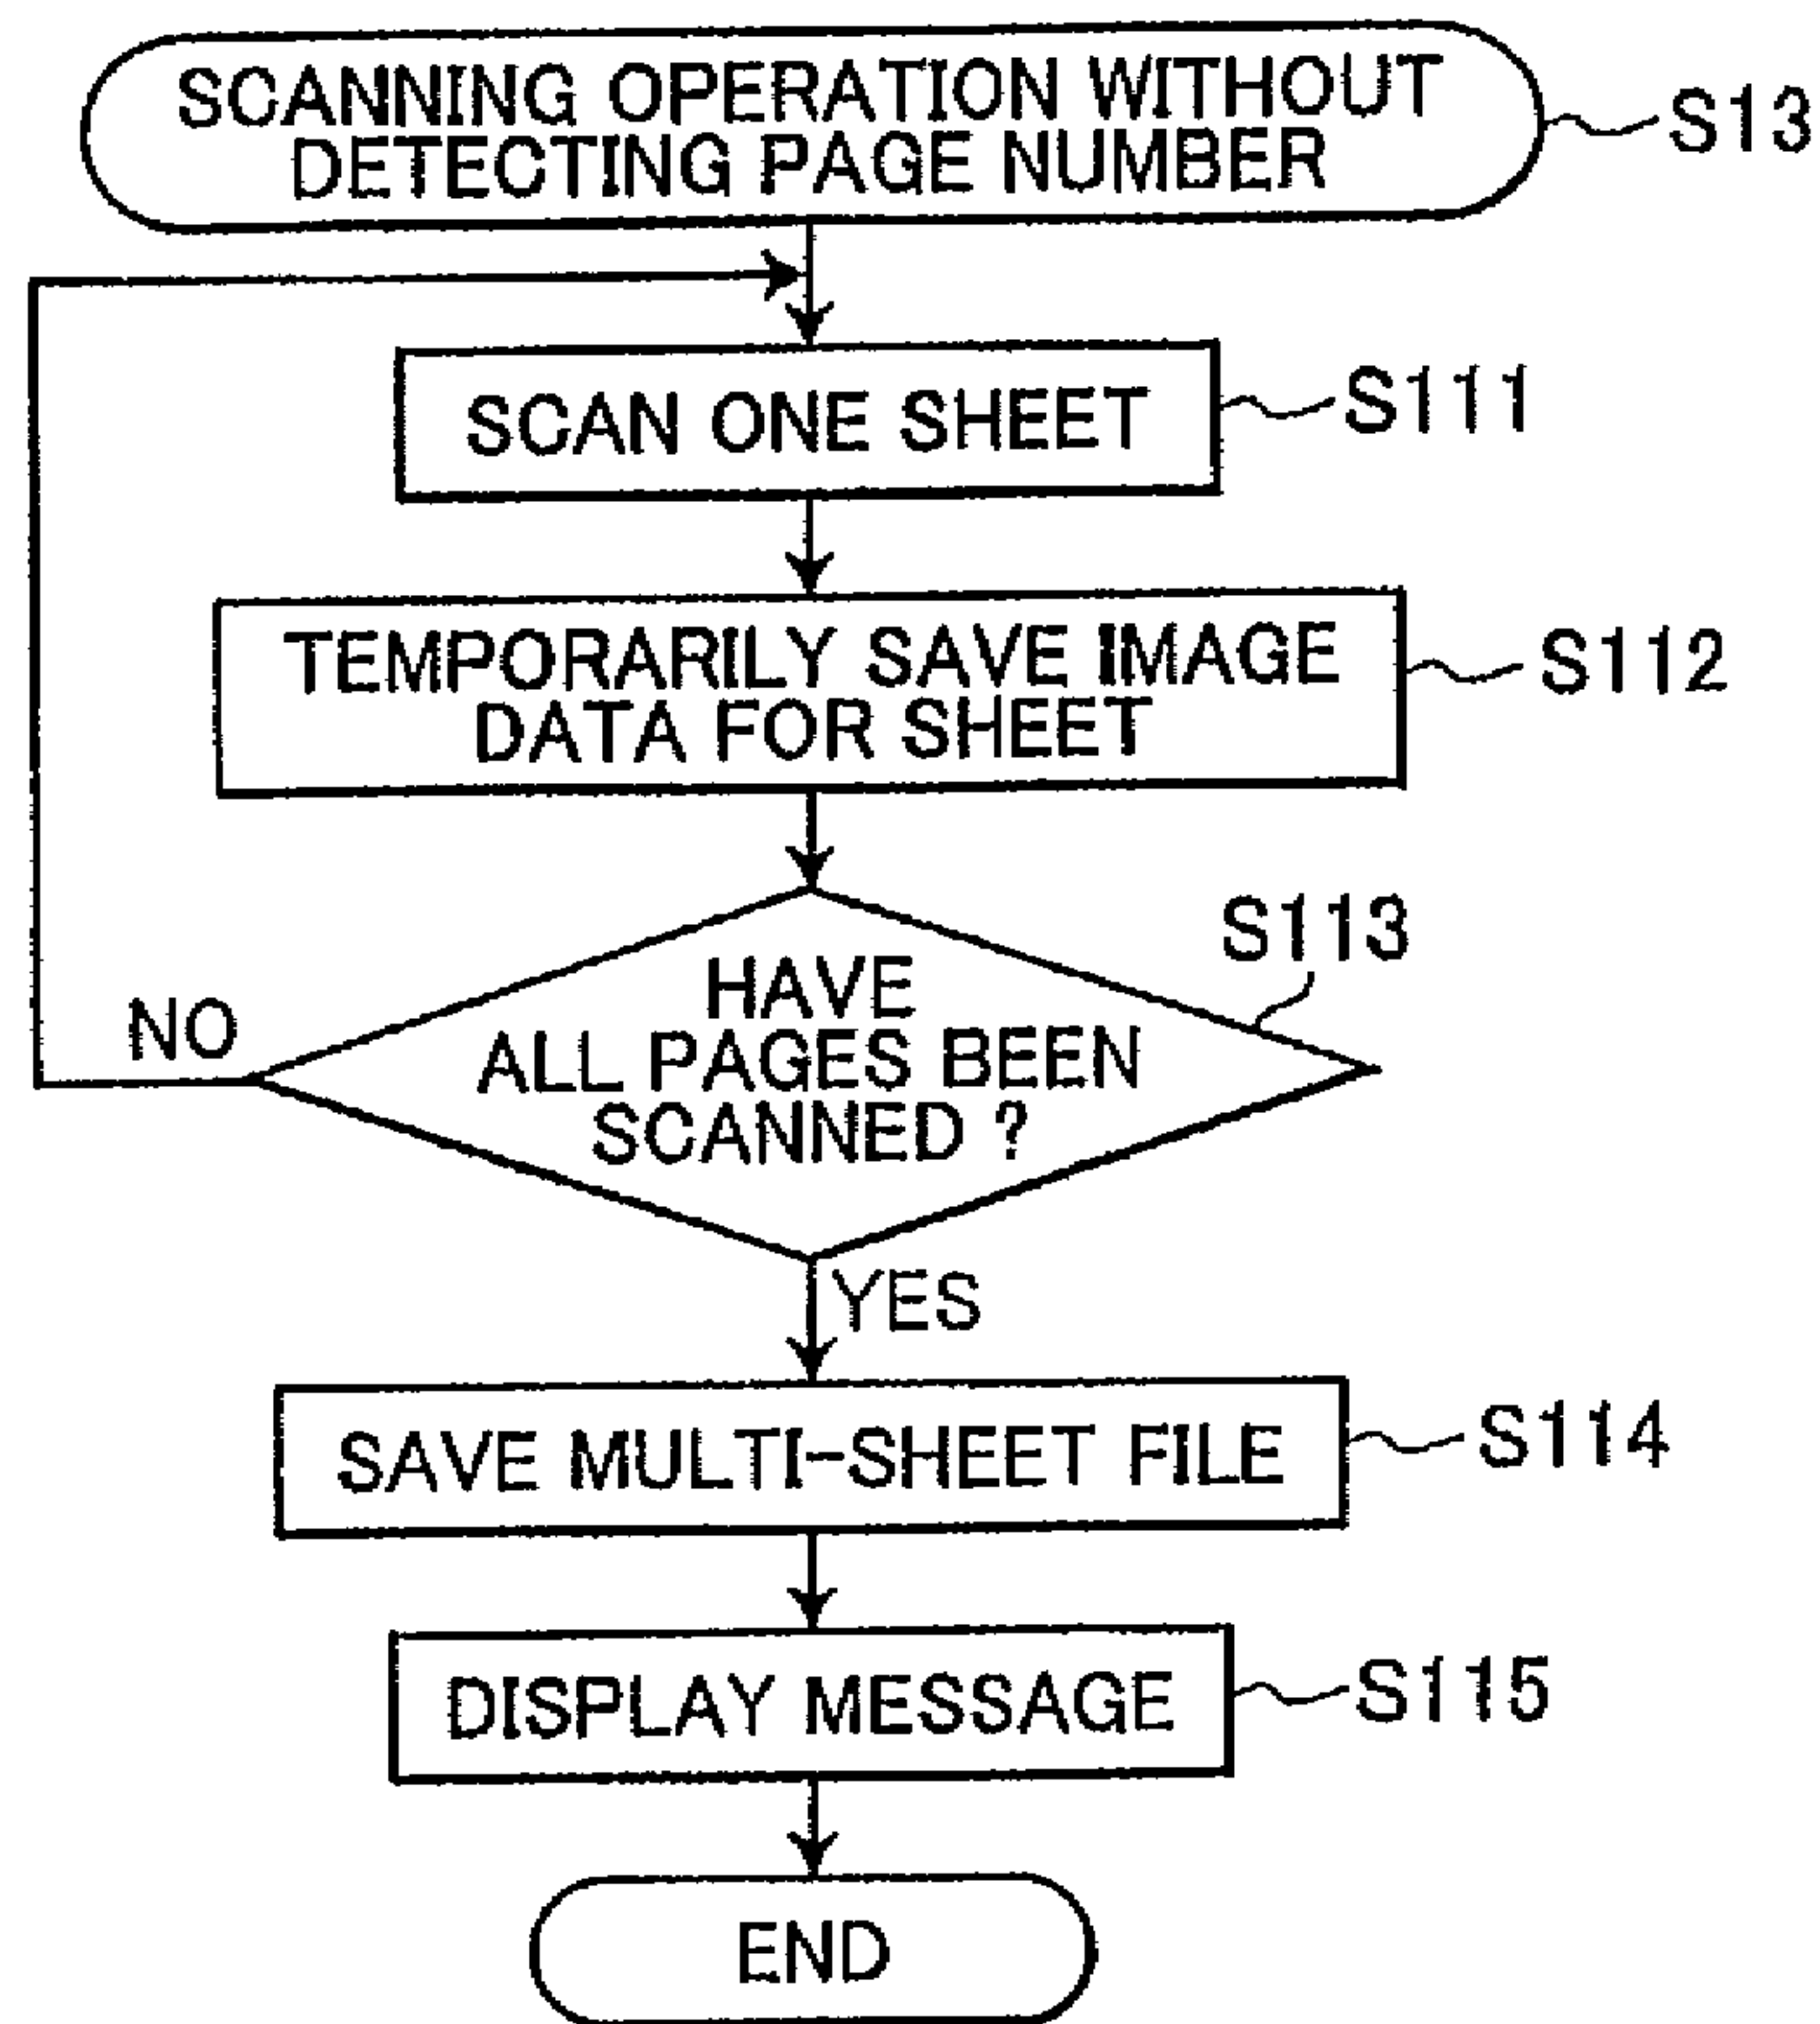 SCANNING OPERATION WITHOUT
DETECTING PAGE NUMBER
S13
SCAN ONE SHEET
S111
TEMPORARILY SAVE IMAGE
DATA FOR SHEET
S112
S113
HAVE
ALL PAGES BEEN
SCANNED ?
NO
YES
SAVE MULTI-SHEET FILE
S114
DISPLAY MESSAGE
S115
END